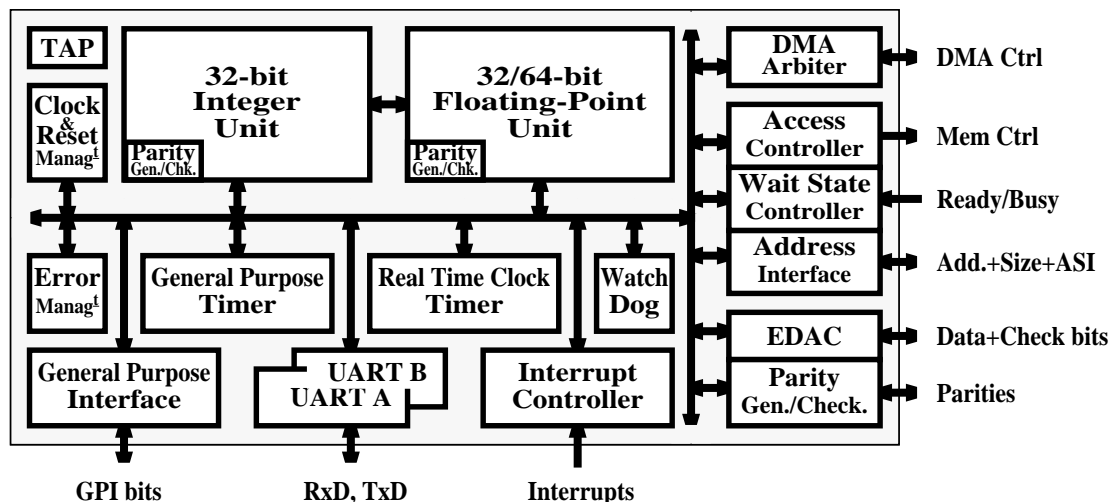 TAP
32-bit
Integer
Unit
Parity
Gen./Chk.
32/64-bit
Floating-Point
Unit
Parity
Gen./Chk.
DMA
Arbiter
DMA Ctrl
Clock
&
Reset
Managt
Access
Controller
Mem Ctrl
Wait State
Controller
Ready/Busy
Address
Interface
Add.+Size+ASI
Error
Managt
General Purpose
Timer
Real Time Clock
Timer
Watch
Dog
EDAC
Data+Check bits
General Purpose
Interface
UART B
UART A
Interrupt
Controller
Parity
Gen./Check.
Parities
GPI bits
RxD, TxD
Interrupts